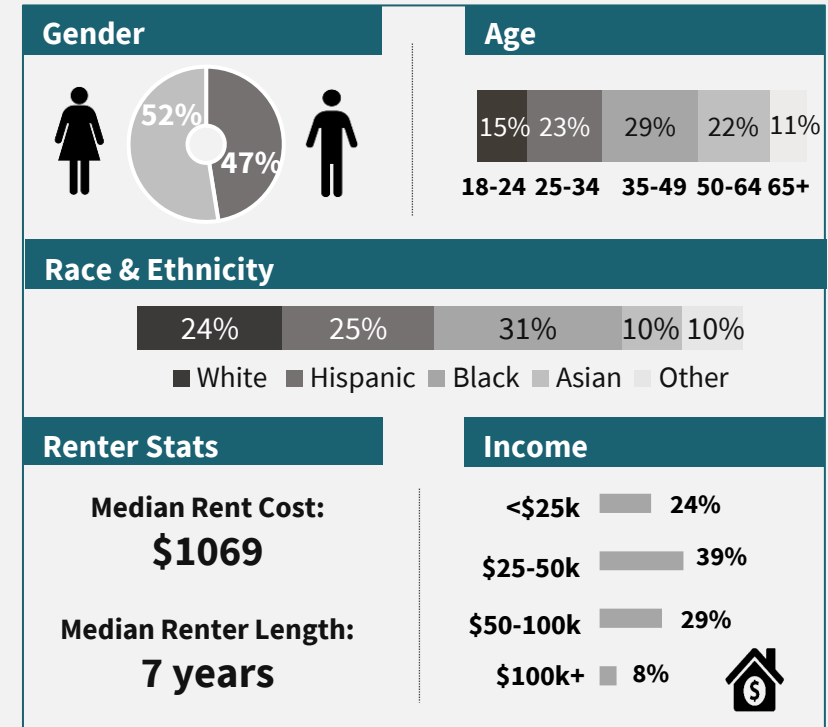 Gender
52%
47%
Age
15% 23% 29% 22% 11%
18-24 25-34 35-49 50-64 65+
Race & Ethnicity
24% 25% 31% 10% 10%
White Hispanic Black Asian Other
Renter Stats
Median Rent Cost:
$1069
Median Renter Length:
7 years
Income
<$25k 24%
$25-50k 39%
$50-100k 29%
$100k+ 8%
$